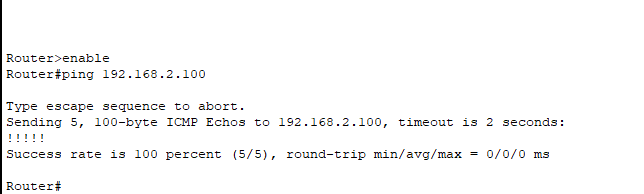 Router>enable
Router#ping 192.168.2.100
Type escape sequence to abort.
Sending 5, 100-byte ICMP Echos to 192.168.2.100, timeout is 2 seconds:
!!!!!
Success rate is 100 percent (5/5), round-trip min/avg/max = 0/0/0 ms
Router#